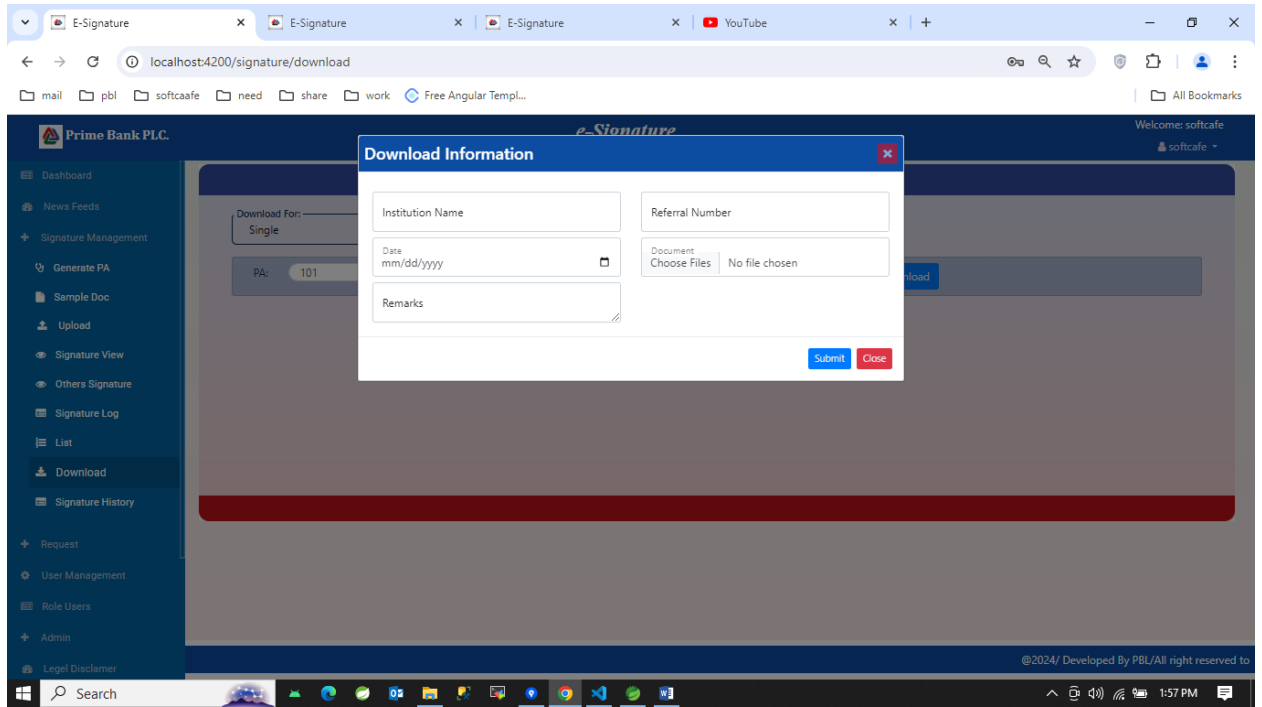 E-Signature
E-Signature
E-Signature
YouTube
localhost:4200/signature/download
mail pbl softcaafe need share work Free Angular Templ... All Bookmarks
Prime Bank PLC.
e-Signature
Welcome: softcafe
softcafe
Dashboard
News Feeds
Signature Management
Generate PA
Sample Doc
Upload
Signature View
Others Signature
Signature Log
List
Download
Signature History
Request
User Management
Role Users
Admin
Legel Disclamer
Download For:
Single
PA: 101
nload
Download Information
Institution Name
Referral Number
Date
mm/dd/yyyy
Document
Choose Files No file chosen
Remarks
Submit Close
@2024/ Developed By PBL/All right reserved to
Search
1:57 PM